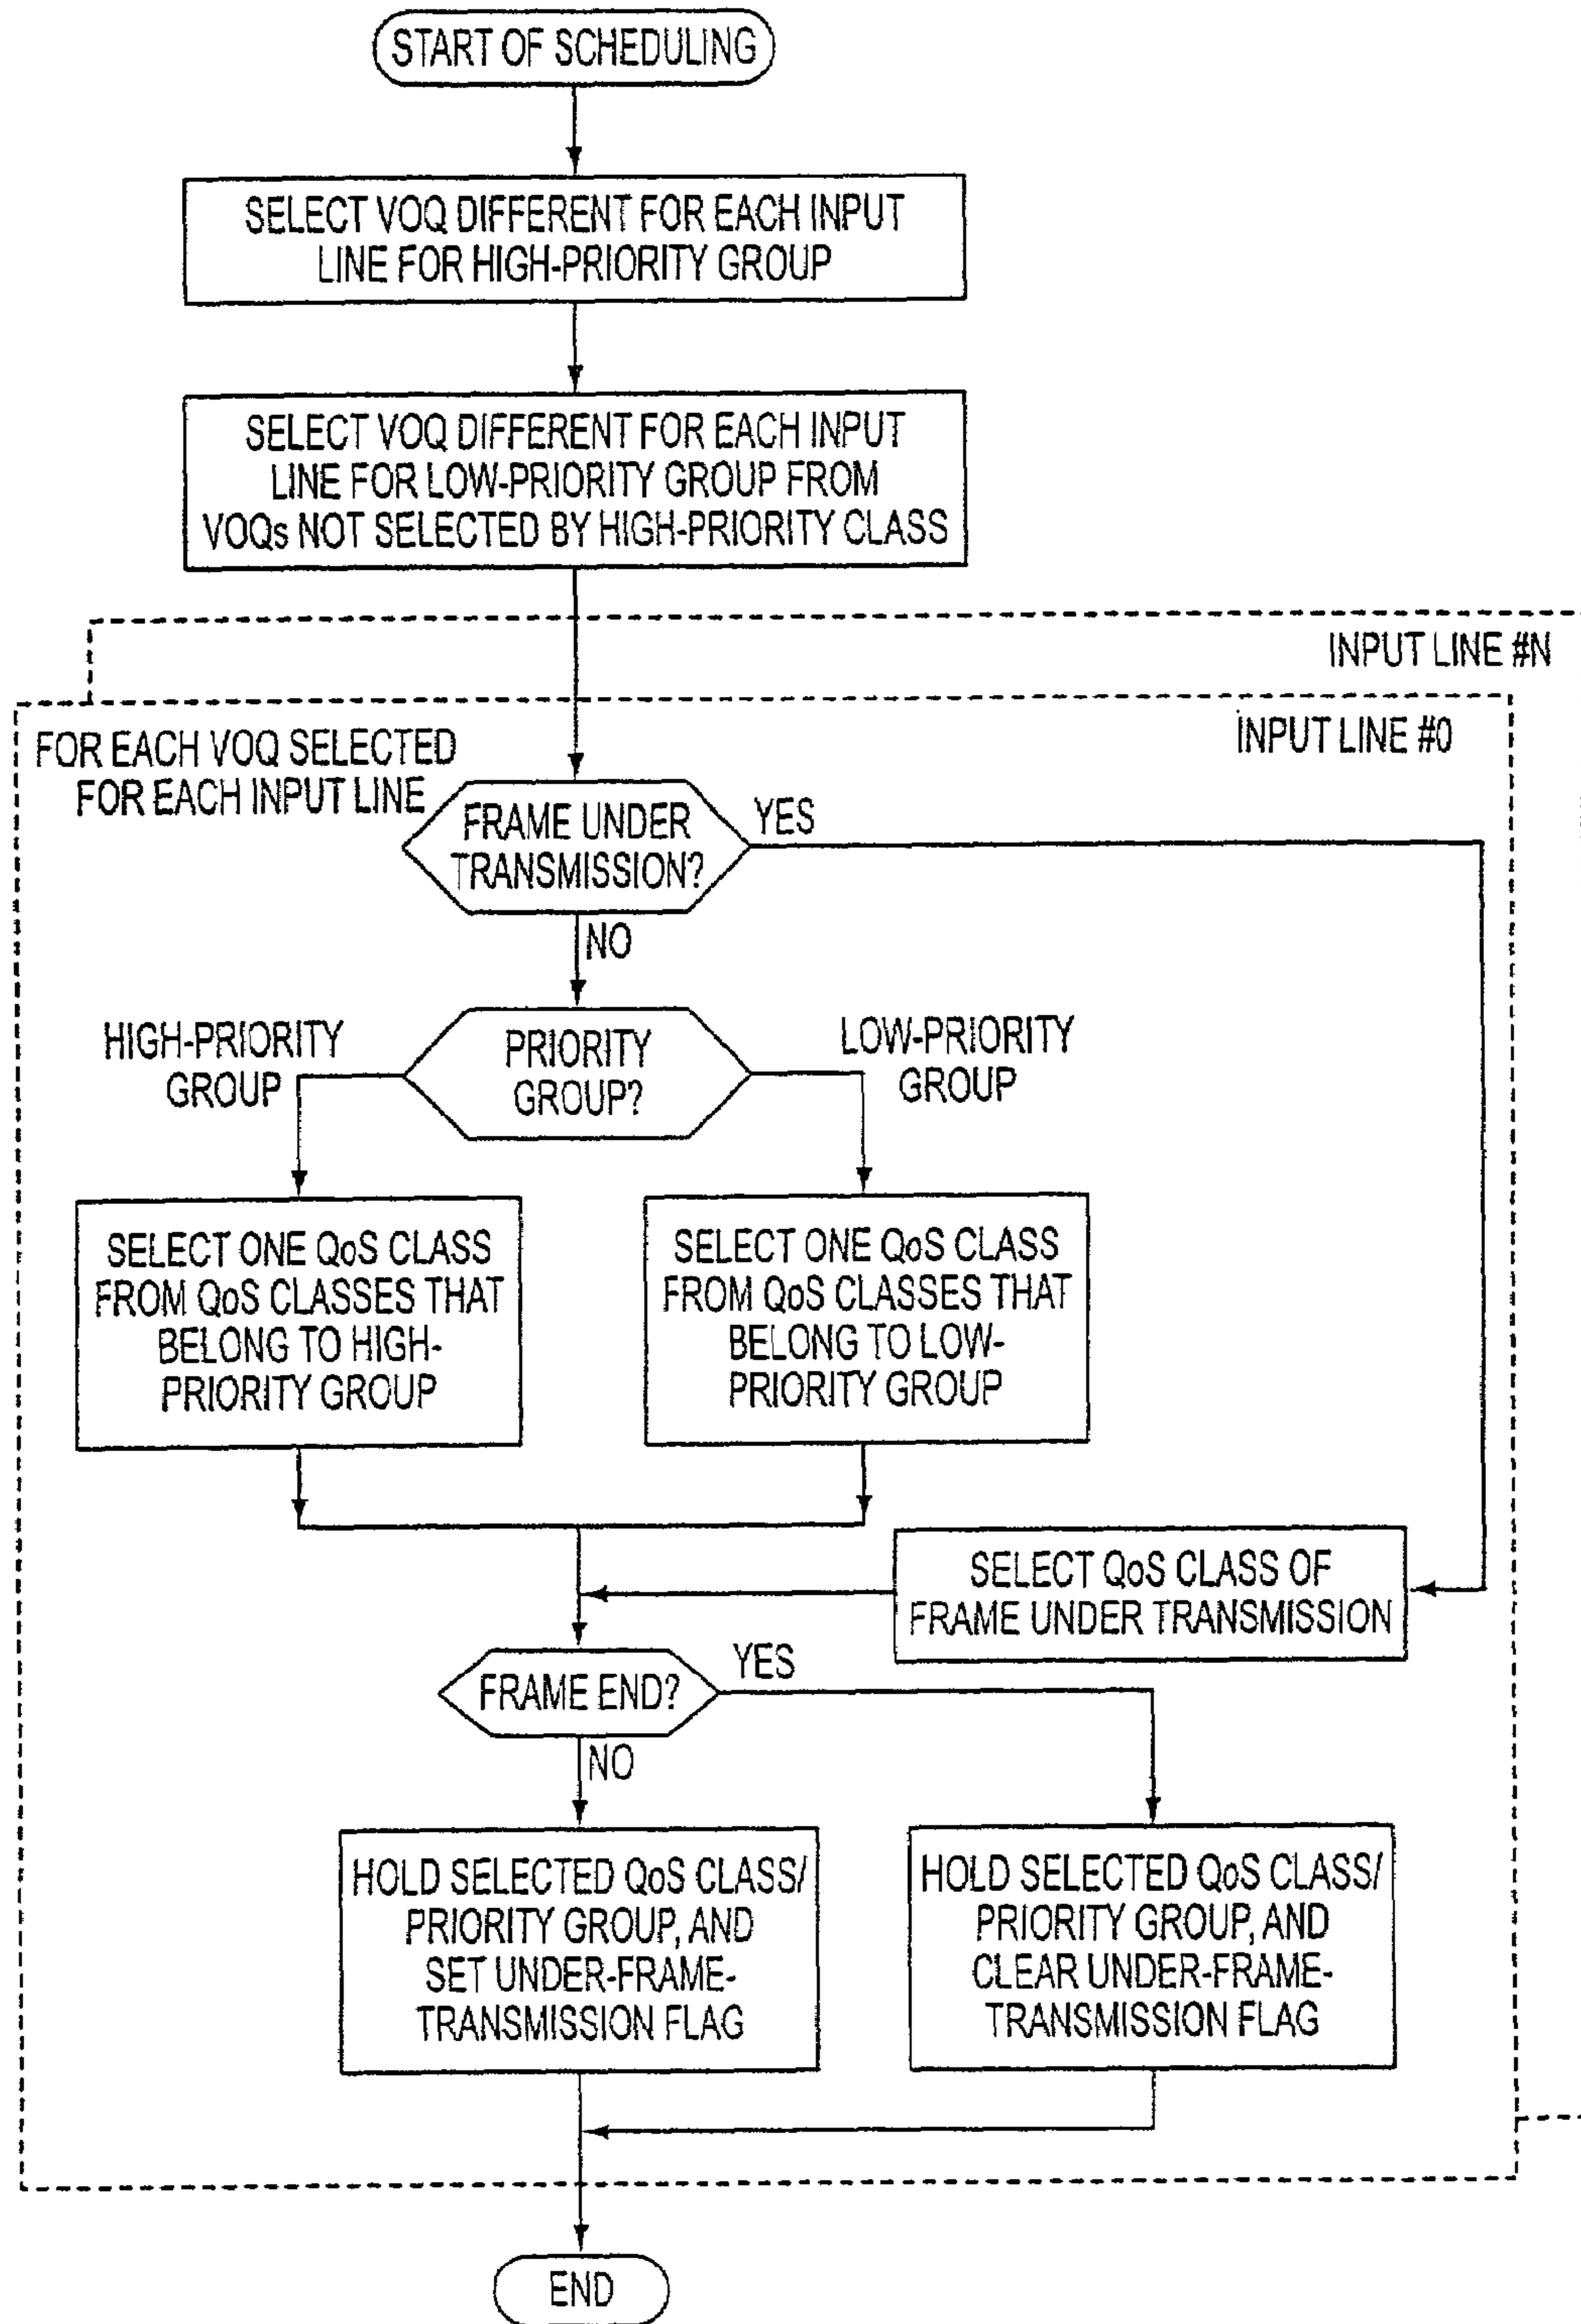 START OF SCHEDULING
SELECT VOQ DIFFERENT FOR EACH INPUT
LINE FOR HIGH-PRIORITY GROUP
SELECT VOQ DIFFERENT FOR EACH INPUT
LINE FOR LOW-PRIORITY GROUP FROM
VOQs NOT SELECTED BY HIGH-PRIORITY CLASS
INPUT LINE #N
INPUT LINE #0
FOR EACH VOQ SELECTED
FOR EACH INPUT LINE
FRAME UNDER
TRANSMISSION?
YES
NO
HIGH-PRIORITY
GROUP
PRIORITY
GROUP?
LOW-PRIORITY
GROUP
SELECT ONE QoS CLASS
FROM QoS CLASSES THAT
BELONG TO HIGH-
PRIORITY GROUP
SELECT ONE QoS CLASS
FROM QoS CLASSES THAT
BELONG TO LOW-
PRIORITY GROUP
SELECT QoS CLASS OF
FRAME UNDER TRANSMISSION
FRAME END?
YES
NO
HOLD SELECTED QoS CLASS/
PRIORITY GROUP, AND
SET UNDER-FRAME-
TRANSMISSION FLAG
HOLD SELECTED QoS CLASS/
PRIORITY GROUP, AND
CLEAR UNDER-FRAME-
TRANSMISSION FLAG
END